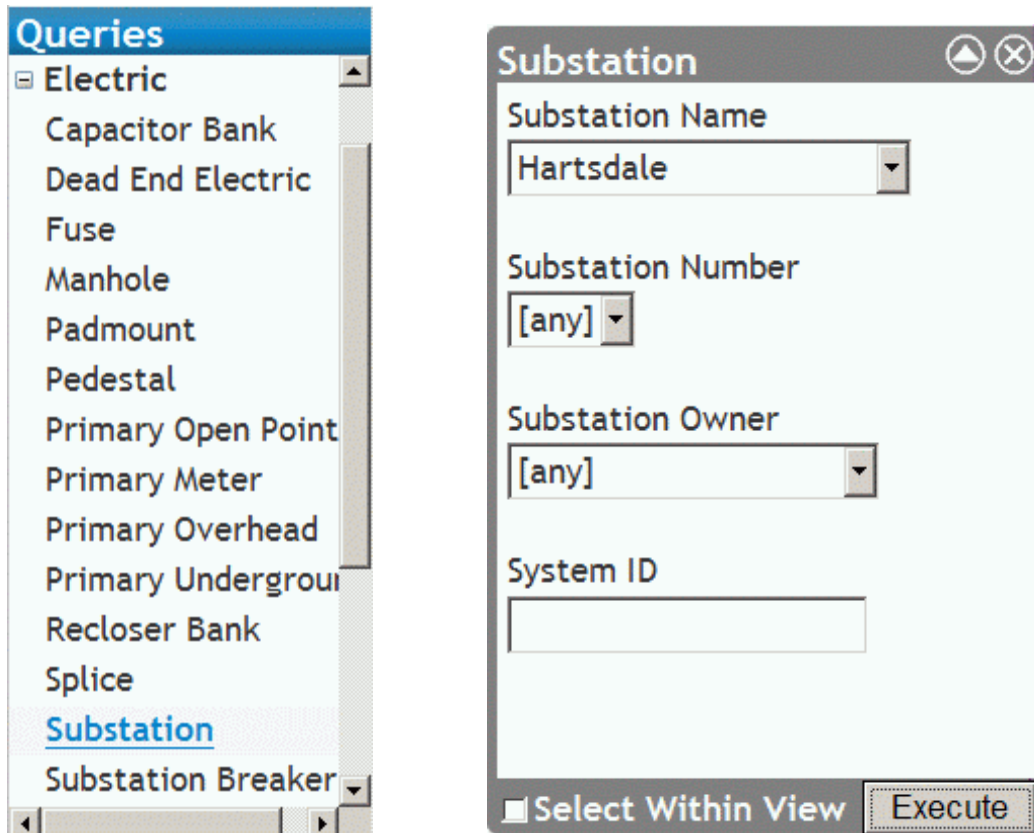 Queries
Electric
Capacitor Bank
Dead End Electric
Fuse
Manhole
Padmount
Pedestal
Primary Open Point
Primary Meter
Primary Overhead
Primary Undergrou
Recloser Bank
Splice
Substation
Substation Breaker
Substation
Substation Name
Hartsdale
Substation Number
[any]
Substation Owner
[any]
System ID
Select Within View
Execute